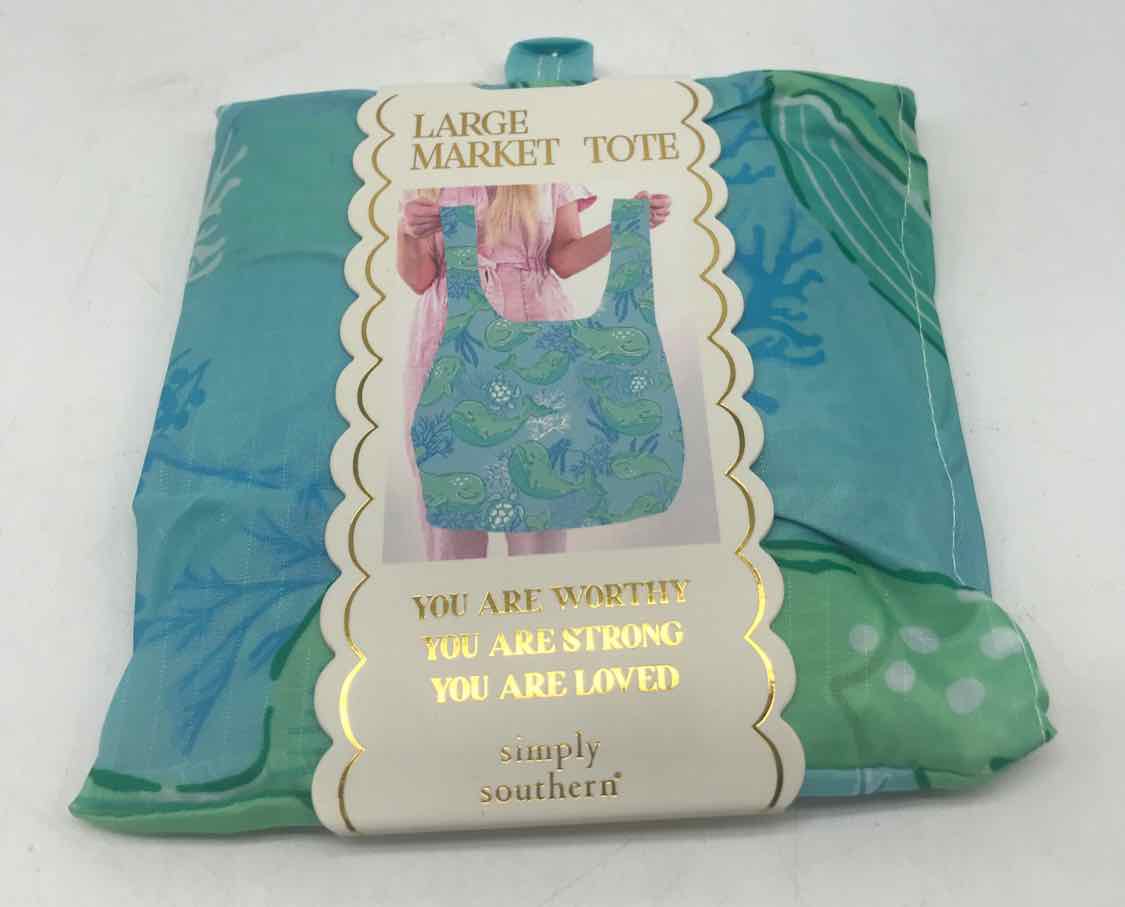 LARGE
MARKET TOTE
YOU ARE WORTHY
YOU ARE STRONG
YOU ARE LOVED
simply
southern®